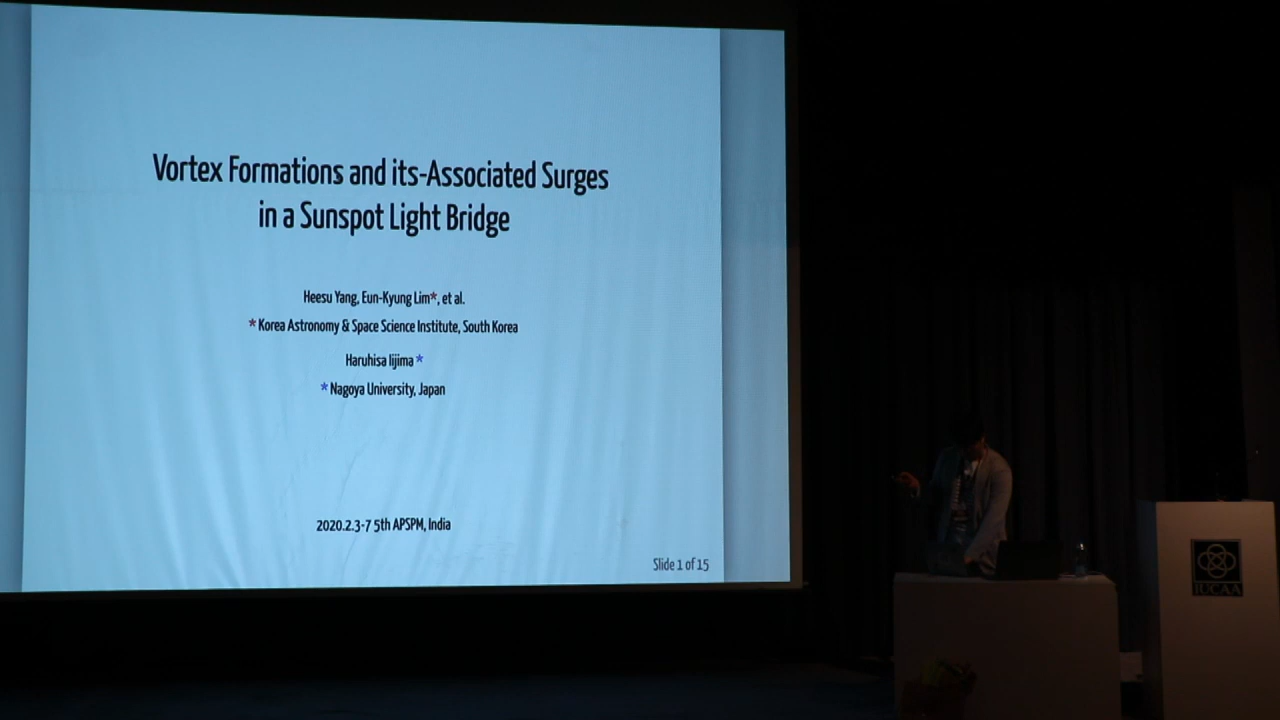 Vortex Formations and its-Associated Surges
in a Sunspot Light Bridge
Heesu Yang, Eun-Kyung Lim*, et al.
* Korea Astronomy & Space Science Institute, South Korea
Haruhisa Iijima *
* Nagoya University, Japan
2020.2.3-7 5th APSPM, India
Slide 1 of 15
IUCAA